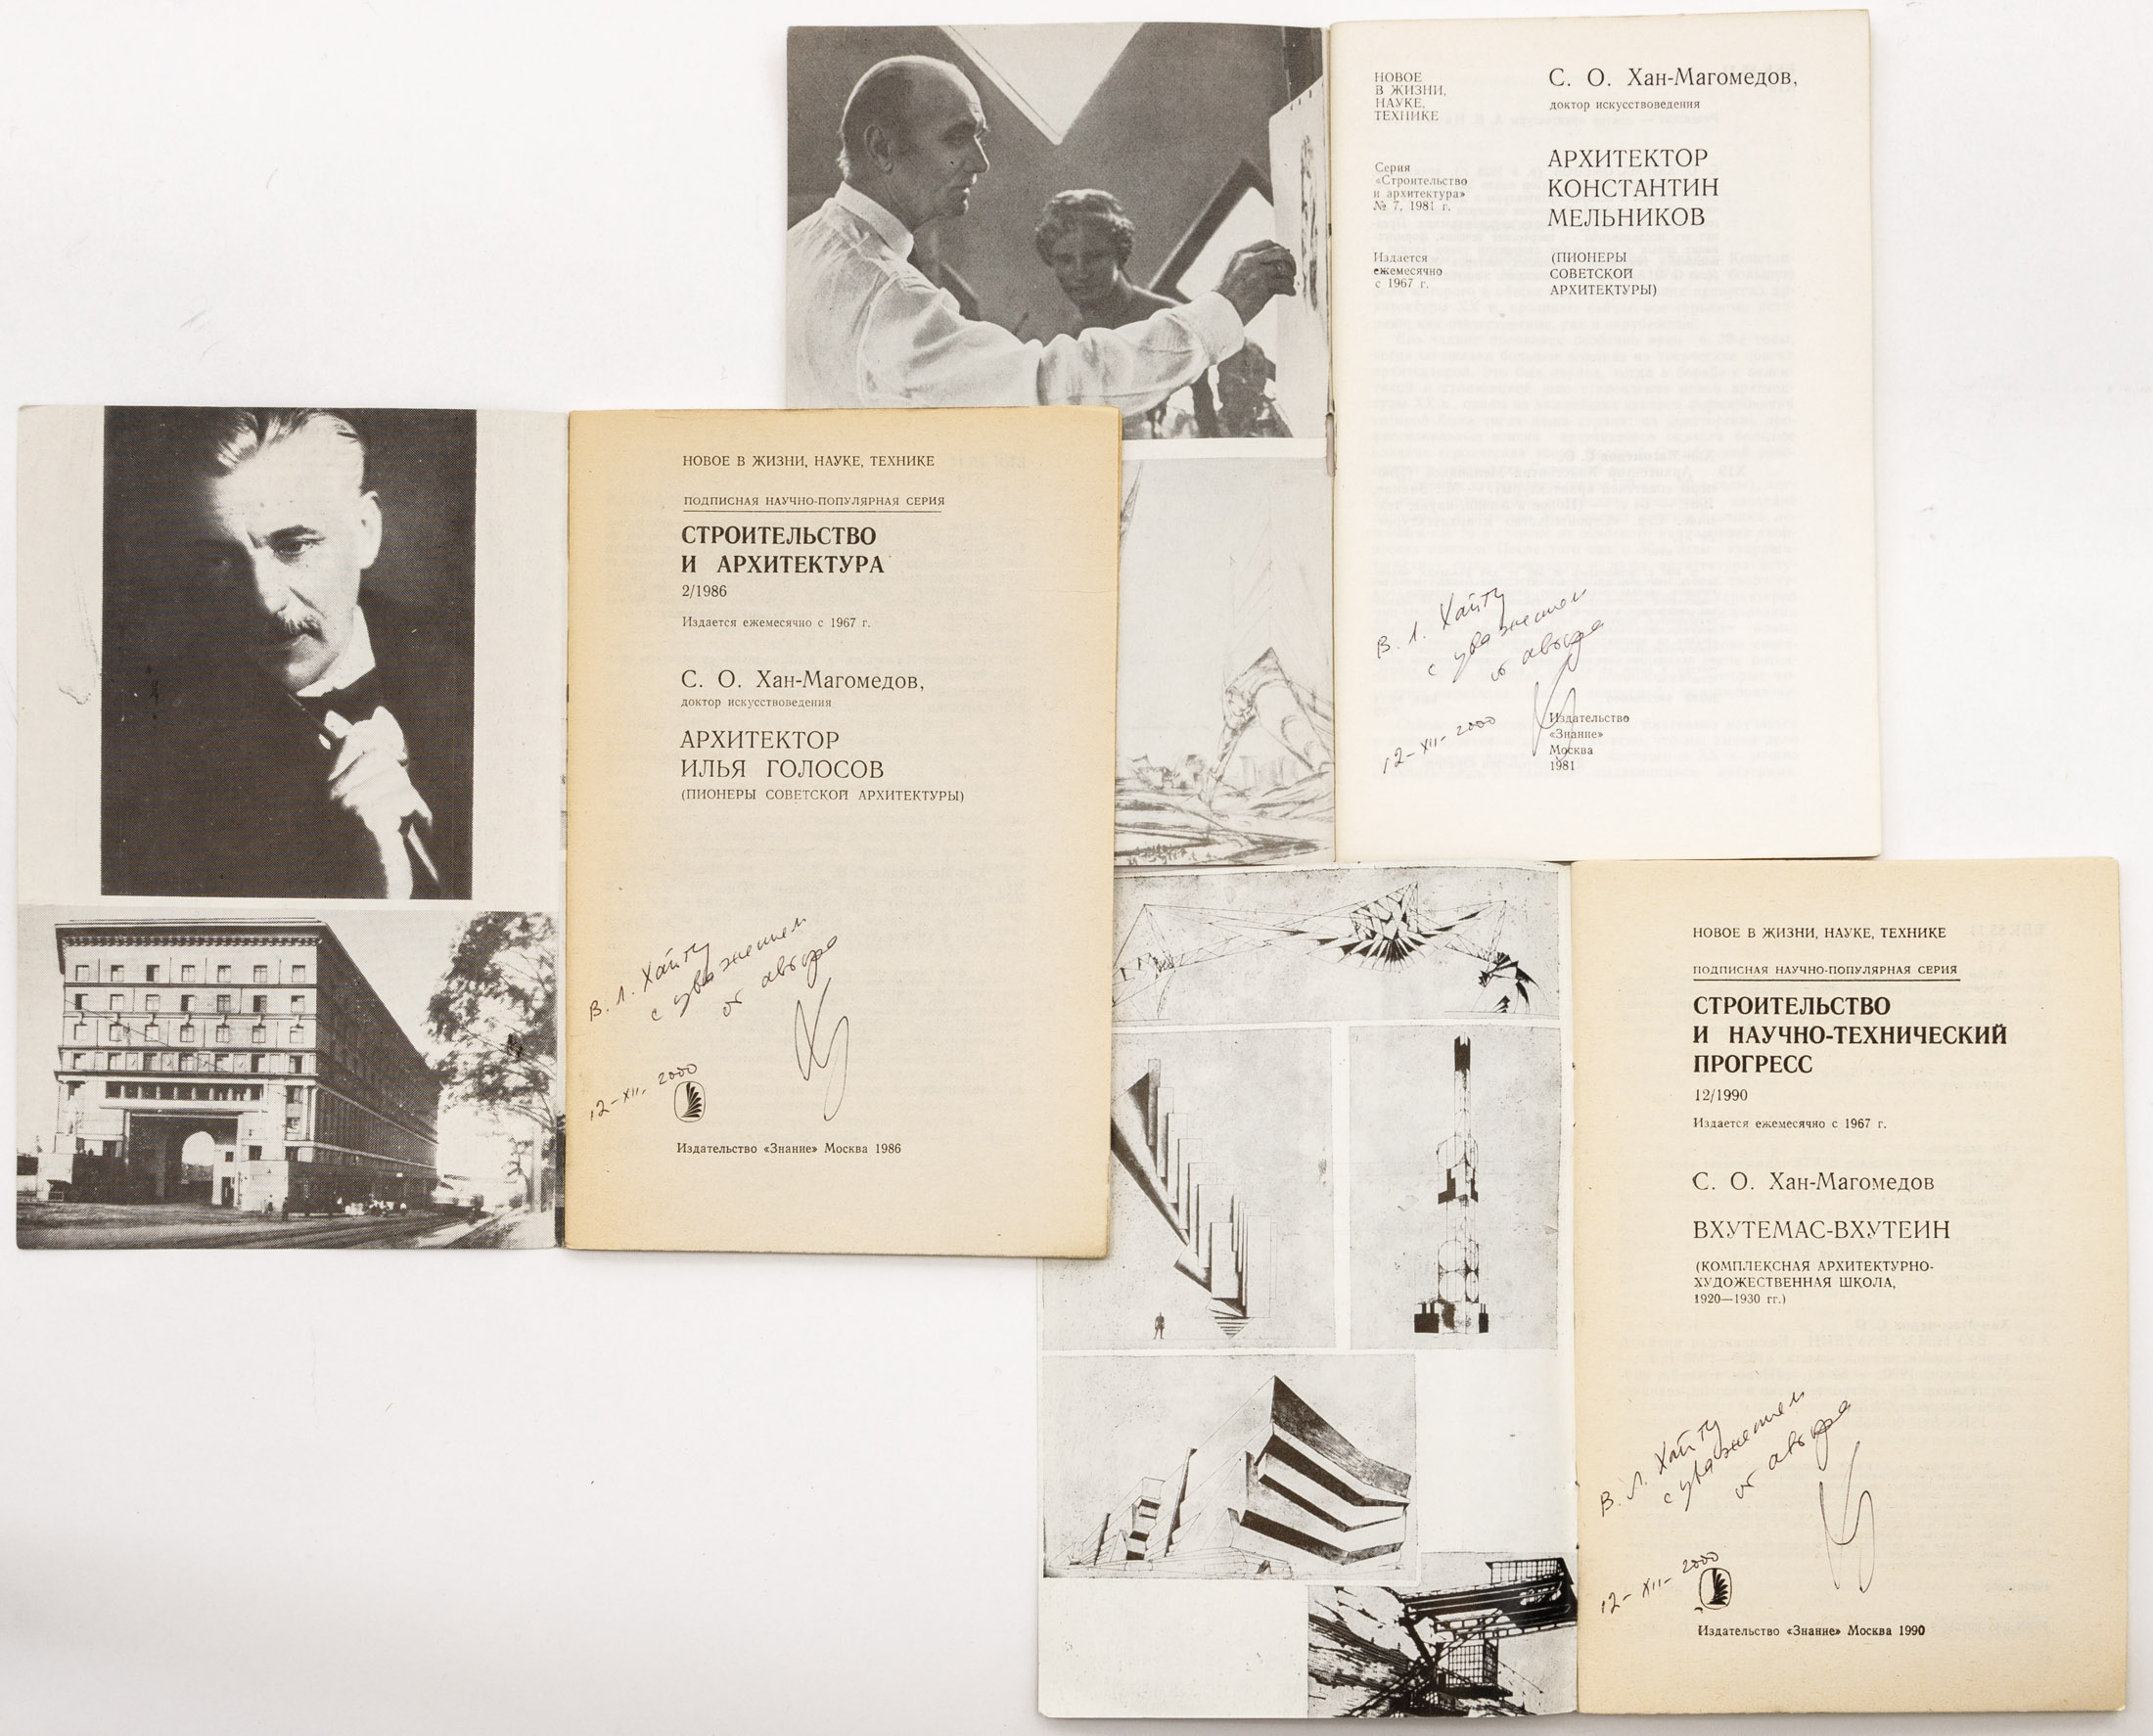 НОВОЕ
В ЖИЗНИ,
НАУКЕ,
ТЕХНИКЕ
Серия
«Строительство
и архитектура»
№ 7, 1981 г.
Издается
ежемесячно
с 1967 г.
С. О. Хан-Магомедов,
доктор искусствоведения
АРХИТЕКТОР
КОНСТАНТИН
МЕЛЬНИКОВ
(ПИОНЕРЫ
СОВЕТСКОЙ
АРХИТЕКТУРЫ)
В. Л. Хайту
с уважением
от автора
12-XII-2000
Издательство
«Знание»
Москва
1981
НОВОЕ В ЖИЗНИ, НАУКЕ, ТЕХНИКЕ
ПОДПИСНАЯ НАУЧНО-ПОПУЛЯРНАЯ СЕРИЯ
СТРОИТЕЛЬСТВО
И АРХИТЕКТУРА
2/1986
Издается ежемесячно с 1967 г.
С. О. Хан-Магомедов,
доктор искусствоведения
АРХИТЕКТОР
ИЛЬЯ ГОЛОСОВ
(ПИОНЕРЫ СОВЕТСКОЙ АРХИТЕКТУРЫ)
В. Л. Хайту
с уважением
от автора
12-XII. 2000
Издательство «Знание» Москва 1986
НОВОЕ В ЖИЗНИ, НАУКЕ, ТЕХНИКЕ
ПОДПИСНАЯ НАУЧНО-ПОПУЛЯРНАЯ СЕРИЯ
СТРОИТЕЛЬСТВО
И НАУЧНО-ТЕХНИЧЕСКИЙ
ПРОГРЕСС
12/1990
Издается ежемесячно с 1967 г.
С. О. Хан-Магомедов
ВХУТЕМАС-ВХУТЕИН
(КОМПЛЕКСНАЯ АРХИТЕКТУРНО-
ХУДОЖЕСТВЕННАЯ ШКОЛА,
1920—1930 гг.)
В. Л. Хайту
с уважением
от автора
12-XII-2000
Издательство «Знание» Москва 1990